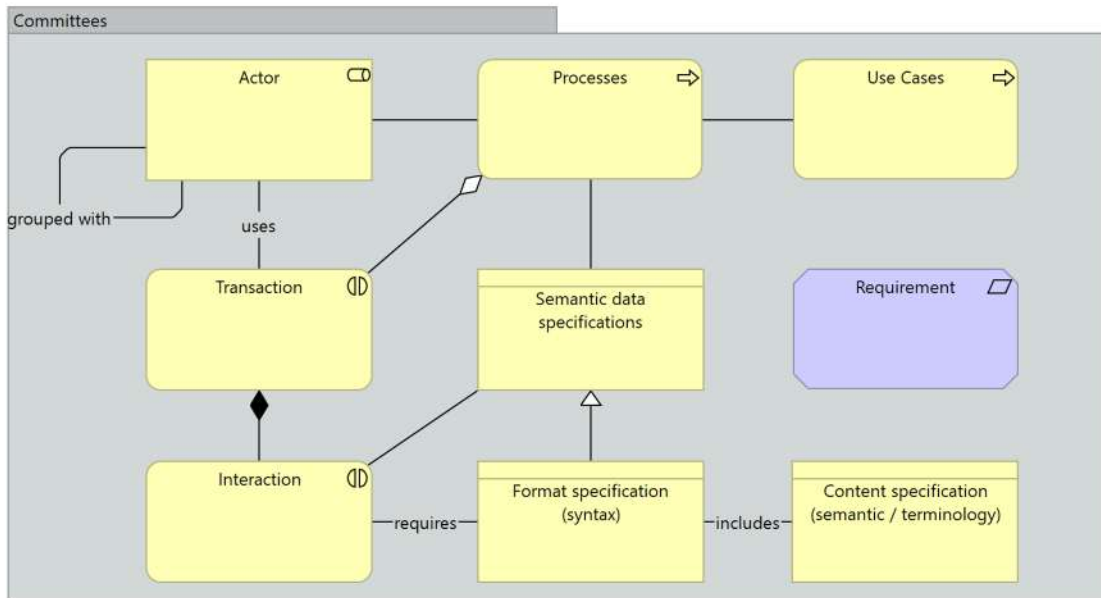 Committees
Actor
Processes
Use Cases
grouped with
uses
Transaction
Semantic data
specifications
Requirement
Interaction
requires
Format specification
(syntax)
includes
Content specification
(semantic / terminology)